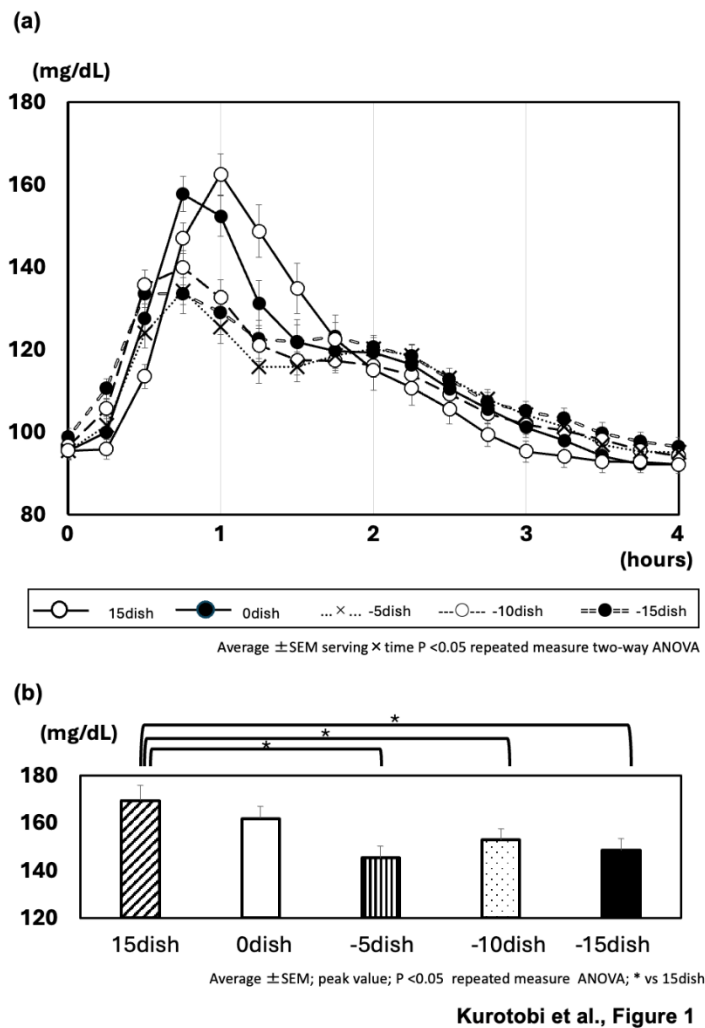 (a)
(mg/dL)
180
160
140
120
100
80
0 1 2 3 4
(hours)
15dish 0dish ...×... -5dish -10dish -15dish
Average ±SEM serving × time P <0.05 repeated measure two-way ANOVA
(b)
(mg/dL)
* * *
180
160
140
120
15dish 0dish -5dish -10dish -15dish
Average ±SEM; peak value; P <0.05 repeated measure ANOVA; * vs 15dish
Kurotobi et al., Figure 1